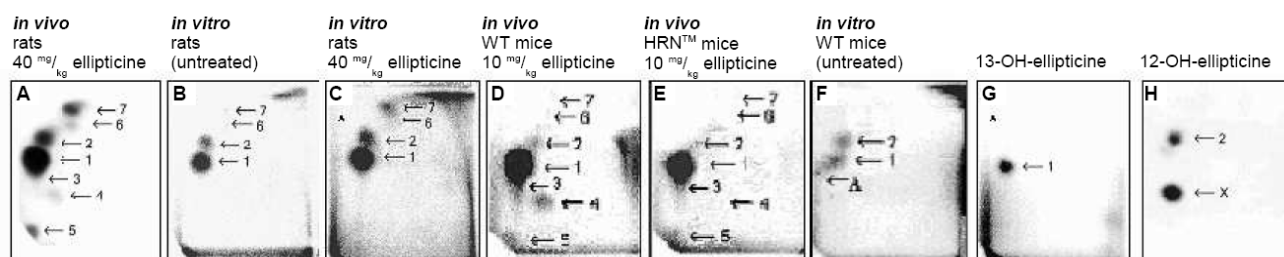 in vivo
rats
40 mg/kg ellipticine
in vitro
rats
(untreated)
in vitro
rats
40 mg/kg ellipticine
in vivo
WT mice
10 mg/kg ellipticine
in vivo
HRN™ mice
10 mg/kg ellipticine
in vitro
WT mice
(untreated)
13-OH-ellipticine
12-OH-ellipticine
A
7
6
2
1
3
4
5
B
7
6
2
1
C
A
7
6
2
1
D
7
6
2
1
3
4
5
E
7
6
2
1
3
4
5
F
2
1
A
G
A
1
H
2
X